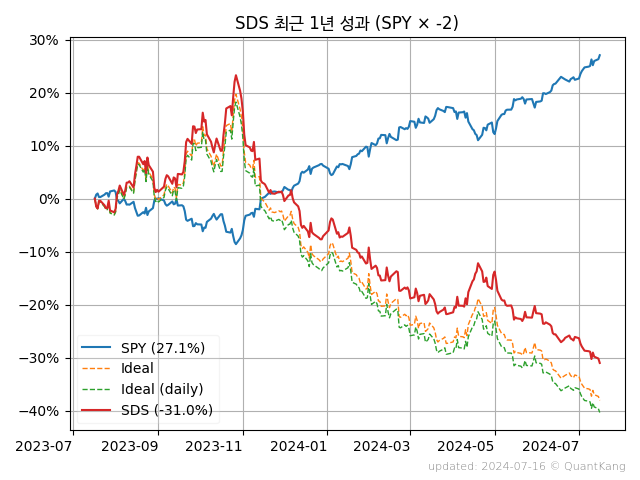 SDS 최근 1년 성과 (SPY × -2)
30%
20%
10%
0%
−10%
−20%
−30%
−40%
SPY (27.1%)
Ideal
Ideal (daily)
SDS (-31.0%)
2023-07 2023-09 2023-11 2024-01 2024-03 2024-05 2024-07
updated: 2024-07-16 © QuantKang